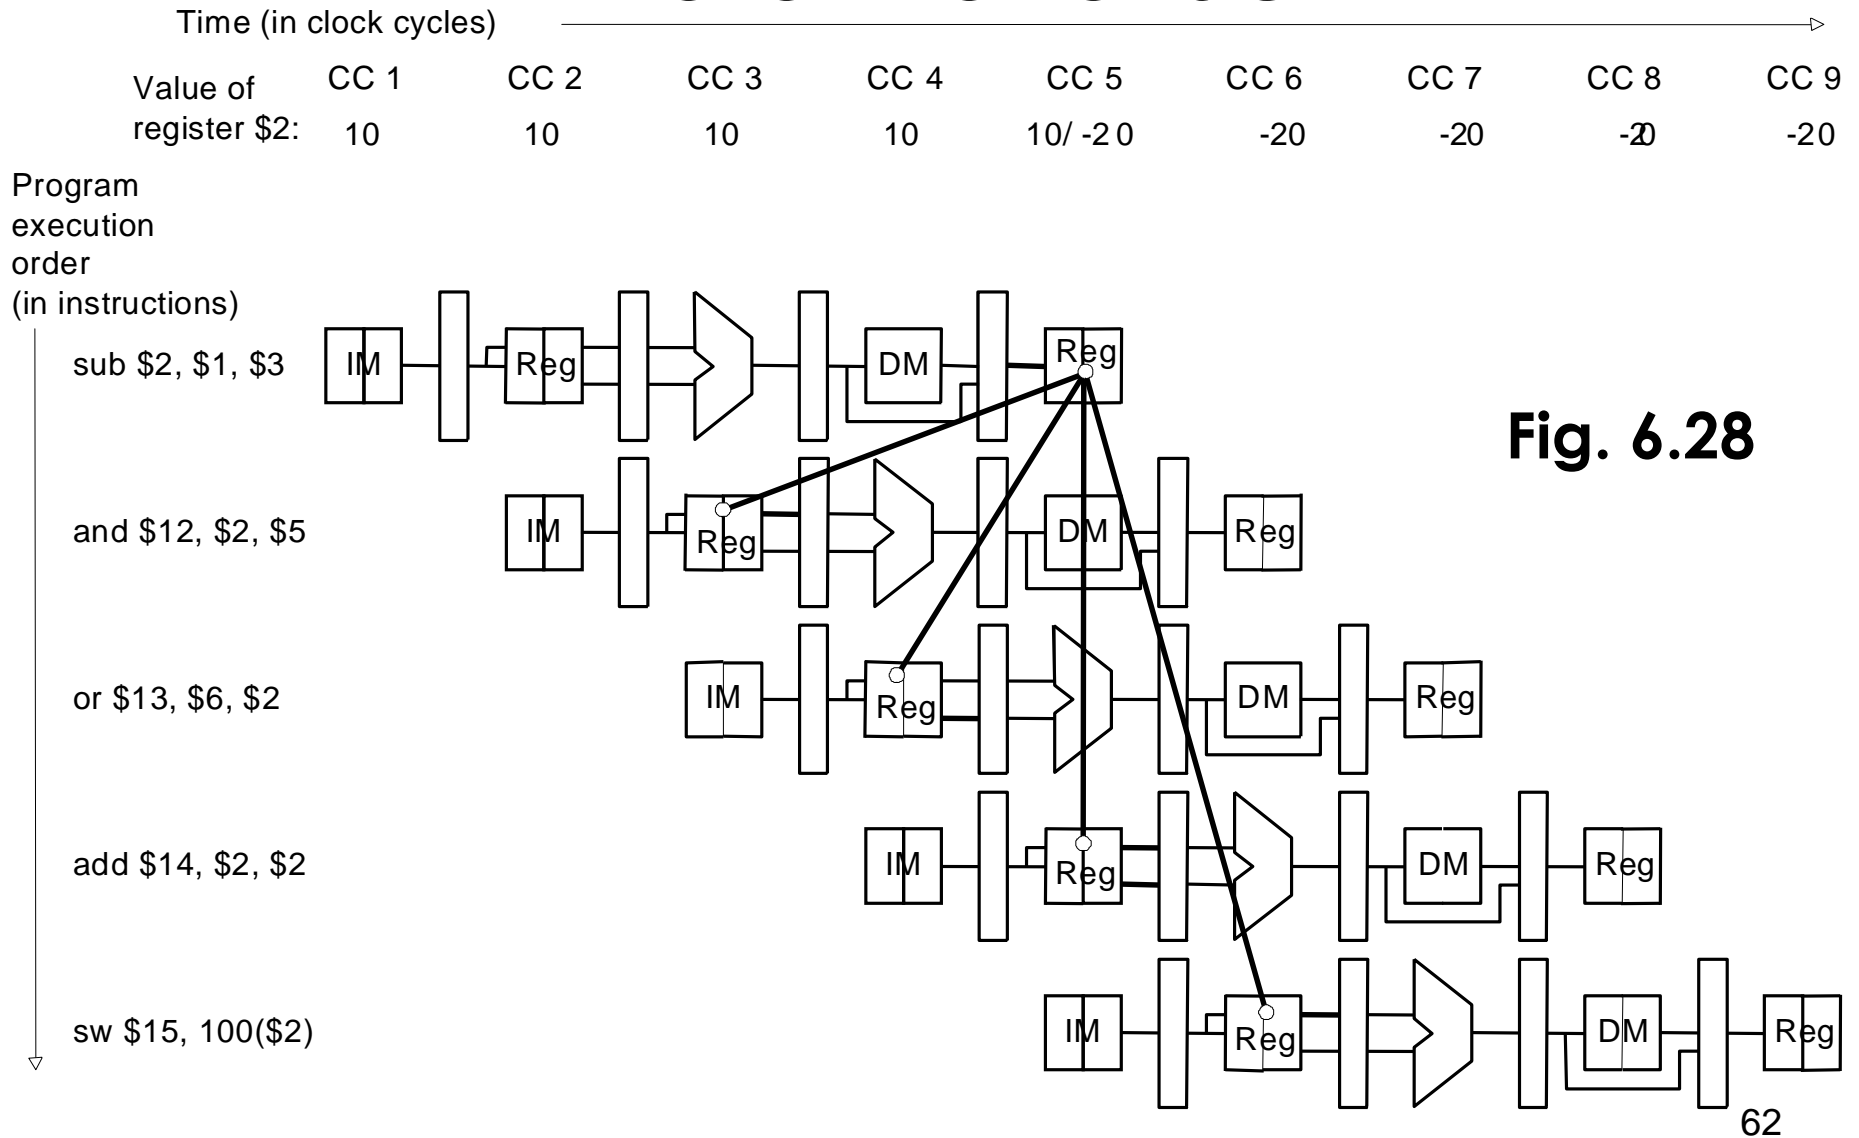 Time (in clock cycles)
CC 1 CC 2 CC 3 CC 4 CC 5 CC 6 CC 7 CC 8 CC 9
Value of
register $2: 10 10 10 10 10/ -20 -20 -20 -20 -20
Program
execution
order
(in instructions)
sub $2, $1, $3 IM Reg DM Reg
Fig. 6.28
and $12, $2, $5 IM Reg DM Reg
or $13, $6, $2 IM Reg DM Reg
add $14, $2, $2 IM Reg DM Reg
sw $15, 100($2) IM Reg DM Reg
62